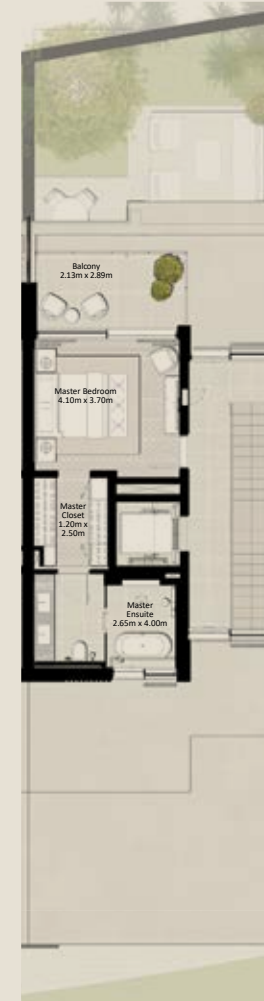 Balcony
2.13m x 2.89m
Master Bedroom
4.10m x 3.70m
Master
Closet
1.20m x
2.50m
Master
Ensuite
2.65m x 4.00m